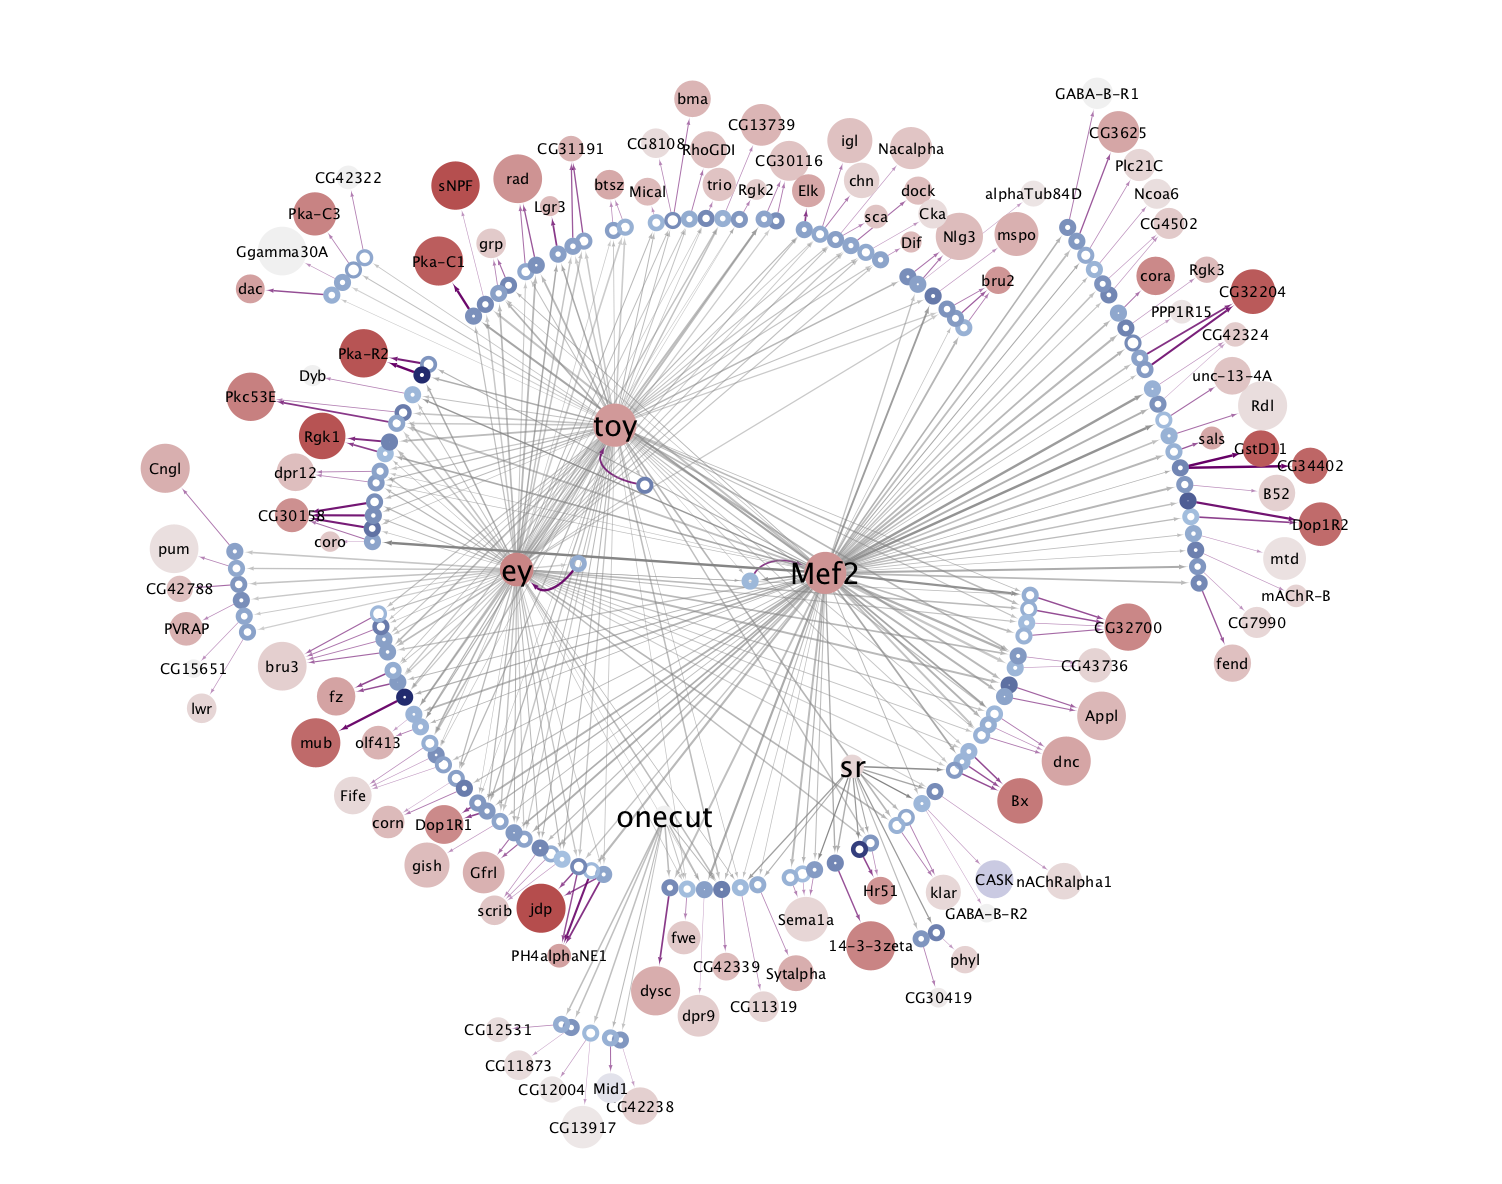 GABA-B-R1
bma
CG3625
CG13739
igl
CG8108
RhoGDI
CG31191
Nacalpha
CG30116
Plc21C
CG42322
sNPF
rad
btsz
Mical
trio
Rgk2
Elk
chn
dock
alphaTub84D
Ncoa6
Lgr3
Pka-C3
sca
Cka
CG4502
grp
Dif
Nlg3
mspo
Ggamma30A
Pka-C1
cora
Rgk3
bru2
dac
CG32204
PPP1R15
CG42324
Pka-R2
Dyb
unc-13-4A
Pkc53E
Rdl
toy
Rgk1
sals
GstD11
Cngl
dpr12
CG34402
B52
CG30158
Dop1R2
coro
pum
mtd
ey
Mef2
CG42788
mAChR-B
PVRAP
CG32700
CG7990
CG15651
bru3
CG43736
fend
fz
lwr
Appl
mub
olf413
sr
dnc
Fife
Bx
onecut
corn
Dop1R1
gish
Gfrl
CASK
nAChRalpha1
Hr51
klar
jdp
scrib
GABA-B-R2
Sema1a
fwe
14-3-3zeta
PH4alphaNE1
phyl
CG42339
Sytalpha
dysc
CG30419
CG11319
dpr9
CG12531
CG11873
CG12004
Mid1
CG42238
CG13917